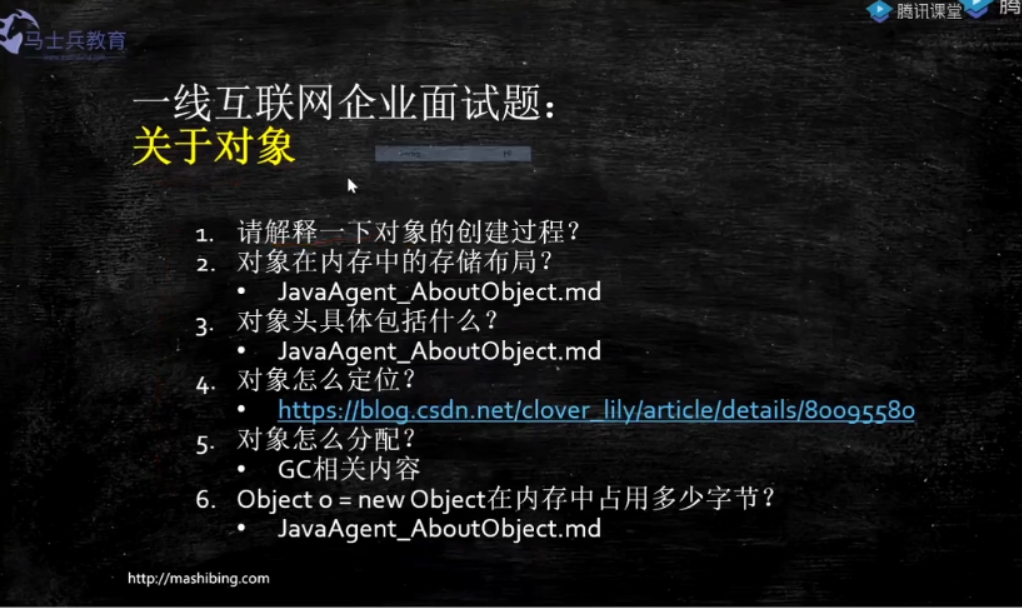 马士兵教育
腾讯课堂
腾
一线互联网企业面试题：
关于对象
1. 请解释一下对象的创建过程？
2. 对象在内存中的存储布局？
• JavaAgent_AboutObject.md
3. 对象头具体包括什么？
• JavaAgent_AboutObject.md
4. 对象怎么定位？
• https://blog.csdn.net/clover_lily/article/details/80095580
5. 对象怎么分配？
• GC相关内容
6. Object o = new Object在内存中占用多少字节？
• JavaAgent_AboutObject.md
http://mashibing.com